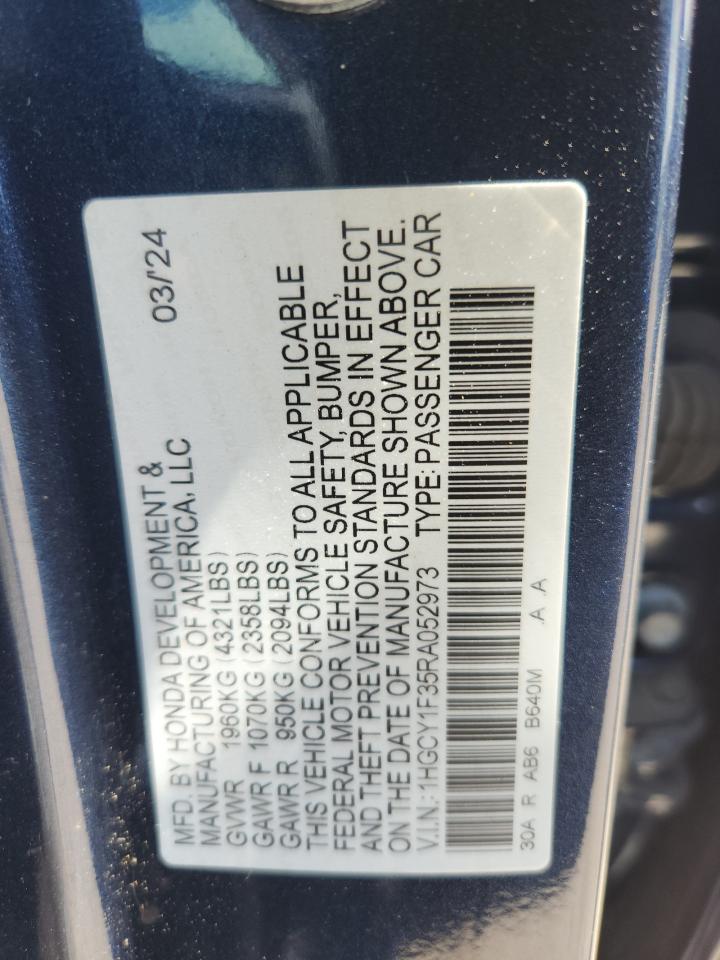 MFD. BY HONDA DEVELOPMENT &
MANUFACTURING OF AMERICA, LLC 03/'24
GVWR 1960KG (4321LBS)
GAWR F 1070KG (2358LBS)
GAWR R 950KG (2094LBS)
THIS VEHICLE CONFORMS TO ALL APPLICABLE
FEDERAL MOTOR VEHICLE SAFETY, BUMPER,
AND THEFT PREVENTION STANDARDS IN EFFECT
ON THE DATE OF MANUFACTURE SHOWN ABOVE.
V.I.N.: 1HGCY1F35RA052973 TYPE: PASSENGER CAR
30A R AB6 B640M .A .A